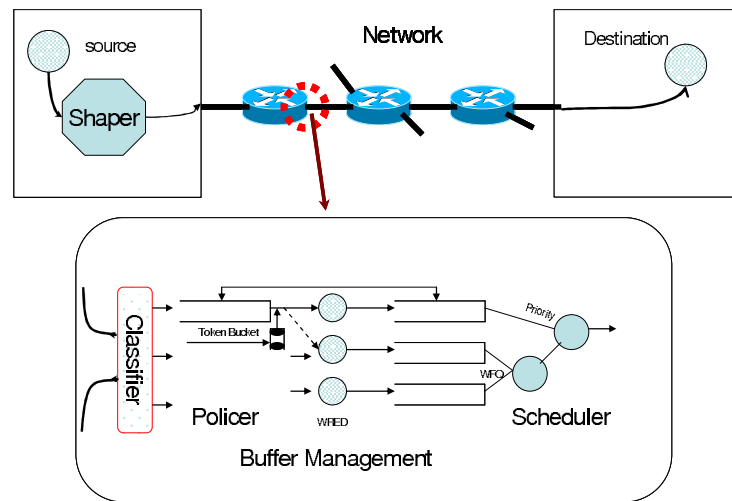 source
Network
Destination
Shaper
Classifier
Token Bucket
Priority
WFQ
Policer
WRED
Scheduler
Buffer Management